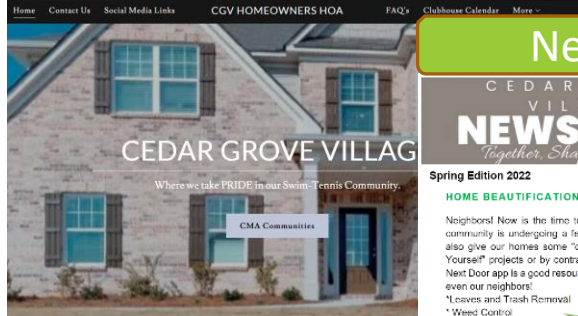 Home Contact Us Social Media Links CGV HOMEOWNERS HOA FAQ's Clubhouse Calendar More
CEDAR GROVE VILLAG
Where we take PRIDE in our Swim-Tennis Community.
CMA Communities
Ne
CEDAR
VIL
NEWS
Together, Sha
Spring Edition 2022
HOME BEAUTIFICATION
Neighbors! Now is the time t
community is undergoing a fe
also give our homes some "c
Yourself" projects or by contra
Next Door app is a good resou
even our neighbors!
*Leaves and Trash Removal
* Weed Control